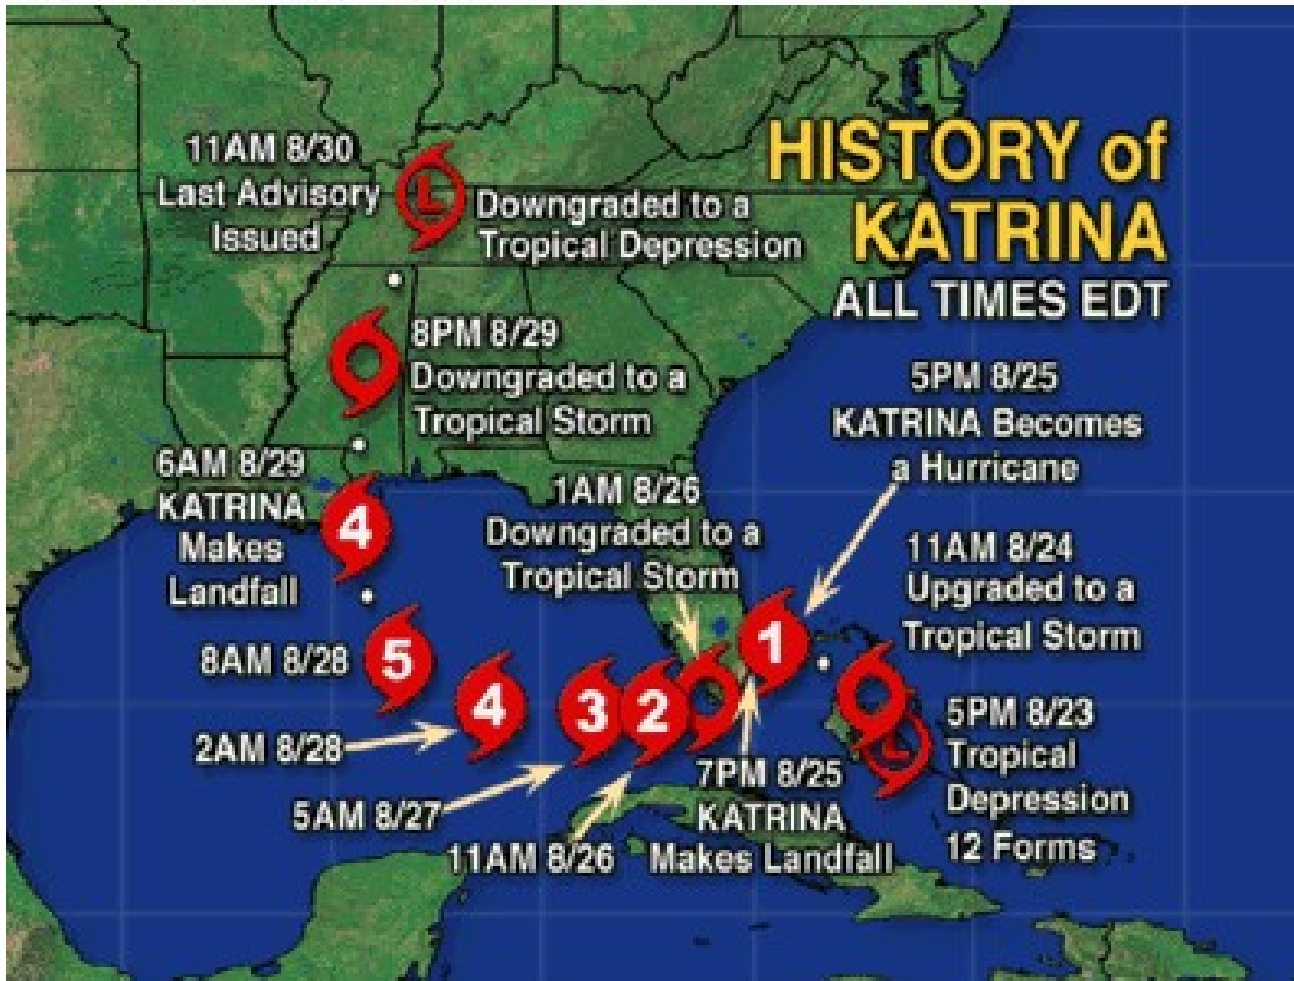 HISTORY of
KATRINA
ALL TIMES EDT
11AM 8/30
Last Advisory
Issued
L
Downgraded to a
Tropical Depression
8PM 8/29
Downgraded to a
Tropical Storm
5PM 8/25
KATRINA Becomes
a Hurricane
6AM 8/29
KATRINA
Makes
Landfall
4
1AM 8/26
Downgraded to a
Tropical Storm
11AM 8/24
Upgraded to a
Tropical Storm
8AM 8/28
5
4
3
2
1
L
5PM 8/23
Tropical
Depression
12 Forms
2AM 8/28
5AM 8/27
11AM 8/26
7PM 8/25
KATRINA
Makes Landfall